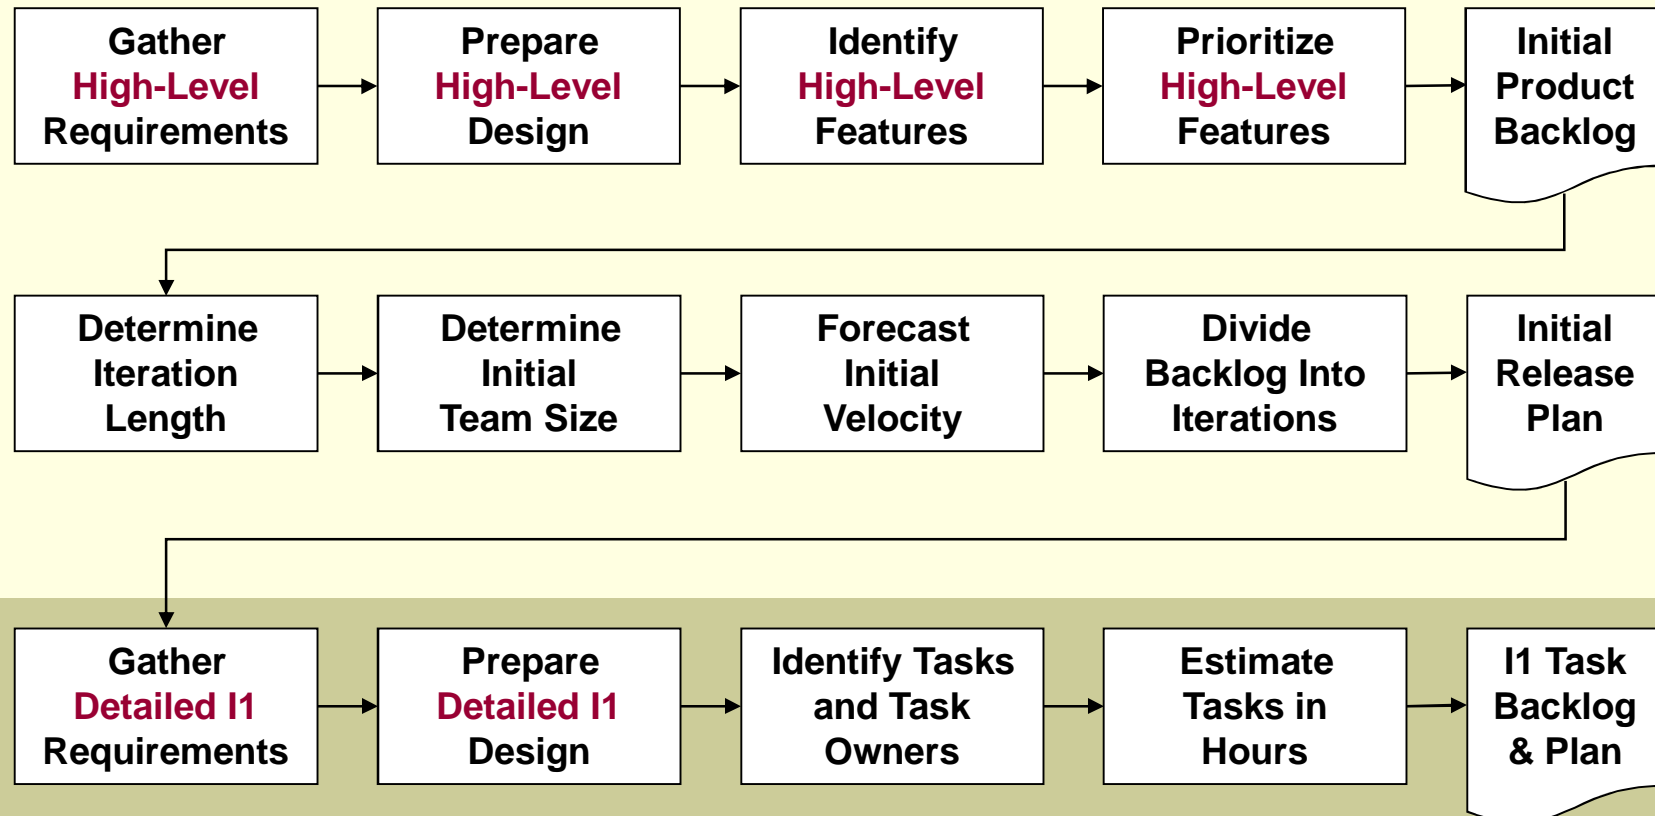 Gather
High-Level
Requirements
Prepare
High-Level
Design
Identify
High-Level
Features
Prioritize
High-Level
Features
Initial
Product
Backlog
Determine
Iteration
Length
Determine
Initial
Team Size
Forecast
Initial
Velocity
Divide
Backlog Into
Iterations
Initial
Release
Plan
Gather
Detailed I1
Requirements
Prepare
Detailed I1
Design
Identify Tasks
and Task
Owners
Estimate
Tasks in
Hours
I1 Task
Backlog
& Plan